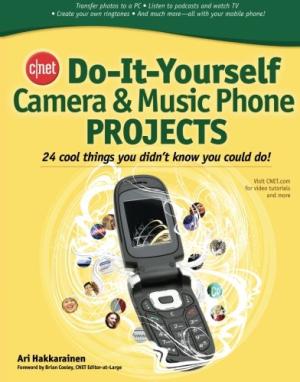 Transfer photos to a PC • Listen to podcasts and watch TV
• Create your own ringtones • And much more—all with your mobile phone!
c|net
Do-It-Yourself
Camera & Music Phone
PROJECTS
24 cool things you didn't know you could do!
Visit CNET.com
for video tutorials
and more
Ari Hakkarainen
Foreword by Brian Cooley, CNET Editor-at-Large